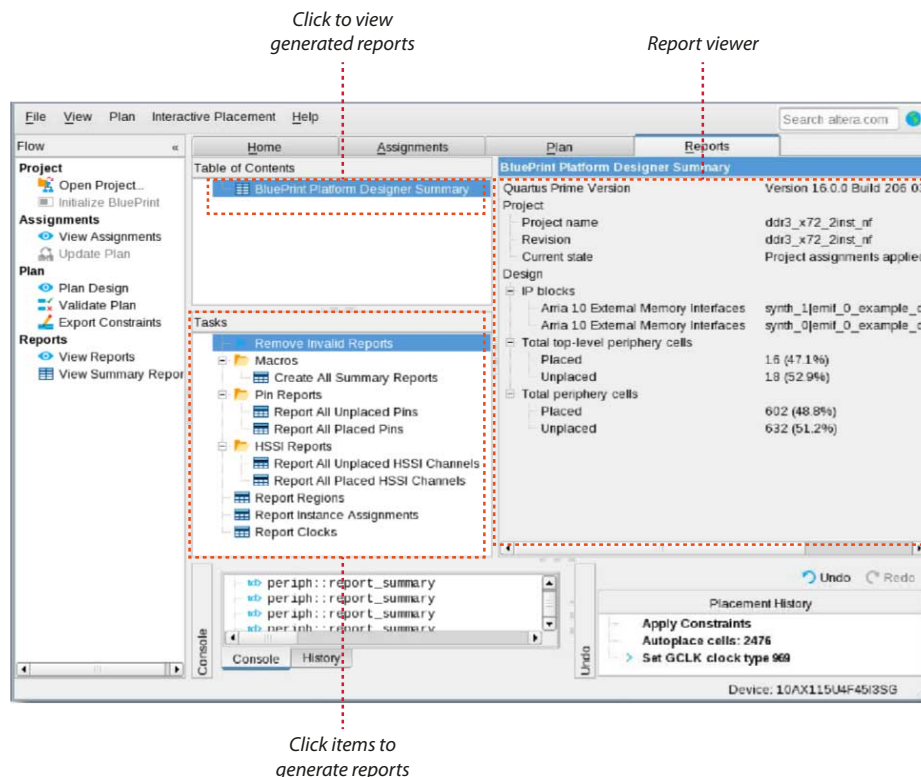 Click to view
generated reports
Report viewer
File View Plan Interactive Placement Help
Search altera.com
Flow «
Home Assignments Plan Reports
Project
Open Project...
Initialize BluePrint
Assignments
View Assignments
Update Plan
Plan
Plan Design
Validate Plan
Export Constraints
Reports
View Reports
View Summary Repor
Table of Contents
BluePrint Platform Designer Summary
Tasks
Remove Invalid Reports
Macros
Create All Summary Reports
Pin Reports
Report All Unplaced Pins
Report All Placed Pins
HSSI Reports
Report All Unplaced HSSI Channels
Report All Placed HSSI Channels
Report Regions
Report Instance Assignments
Report Clocks
BluePrint Platform Designer Summary
Quartus Prime Version Version 16.0.0 Build 206
Project
Project name ddr3_x72_2inst_nf
Revision ddr3_x72_2inst_nf
Current state Project assignments applie
Design
IP blocks
Arria 10 External Memory Interfaces synth_1|emif_0_example_
Arria 10 External Memory Interfaces synth_0|emif_0_example_
Total top-level periphery cells
Placed 16 (47.1%)
Unplaced 18 (52.9%)
Total periphery cells
Placed 602 (48.8%)
Unplaced 632 (51.2%)
Console
periph::report_summary
periph::report_summary
periph::report_summary
periph::report_summary
Console History
Undo
Undo Redo
Placement History
Apply Constraints
Autoplace cells: 2476
Set GCLK clock type 969
Device: 10AX115U4F45I3SG
Click items to
generate reports